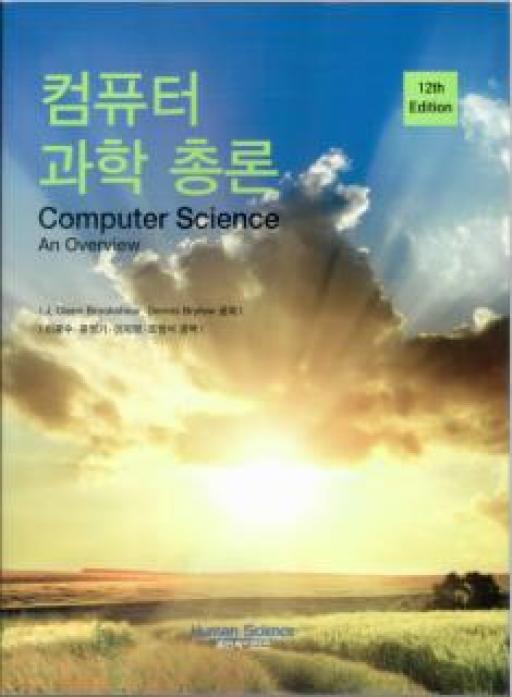 컴퓨터
과학 총론
12th
Edition
Computer Science
An Overview
J. Glenn Brookshear · Dennis Brylow 공저
Human Science